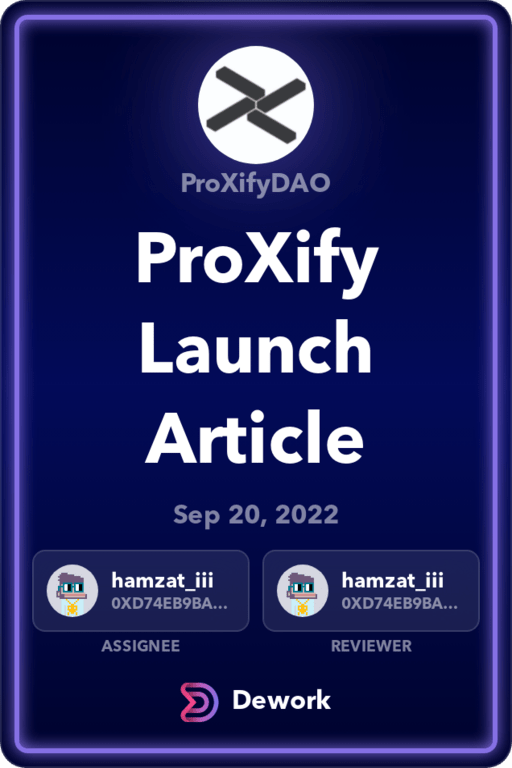 ProXifyDAO
ProXify
Launch
Article
Sep 20, 2022
hamzat_iii
0XD74EB9BA...
ASSIGNEE
hamzat_iii
0XD74EB9BA...
REVIEWER
Dework